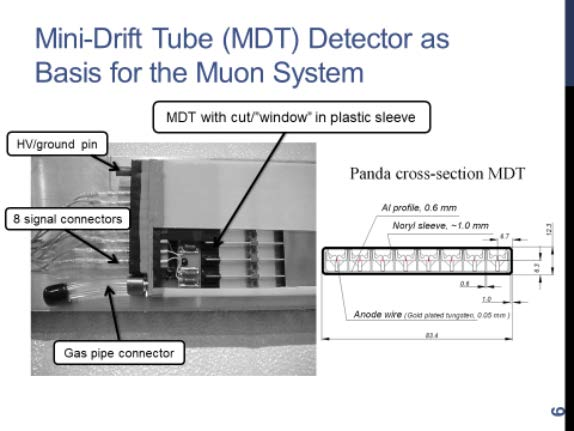 Mini-Drift Tube (MDT) Detector as
Basis for the Muon System
MDT with cut/”window” in plastic sleeve
HV/ground pin
8 signal connectors
Gas pipe connector
Panda cross-section MDT
Al profile, 0.6 mm
Noryl sleeve, ~1.0 mm
6.7
12.3
6.3
0.6
1.0
Anode wire (Gold plated tungsten, 0.05 mm )
83.4
9